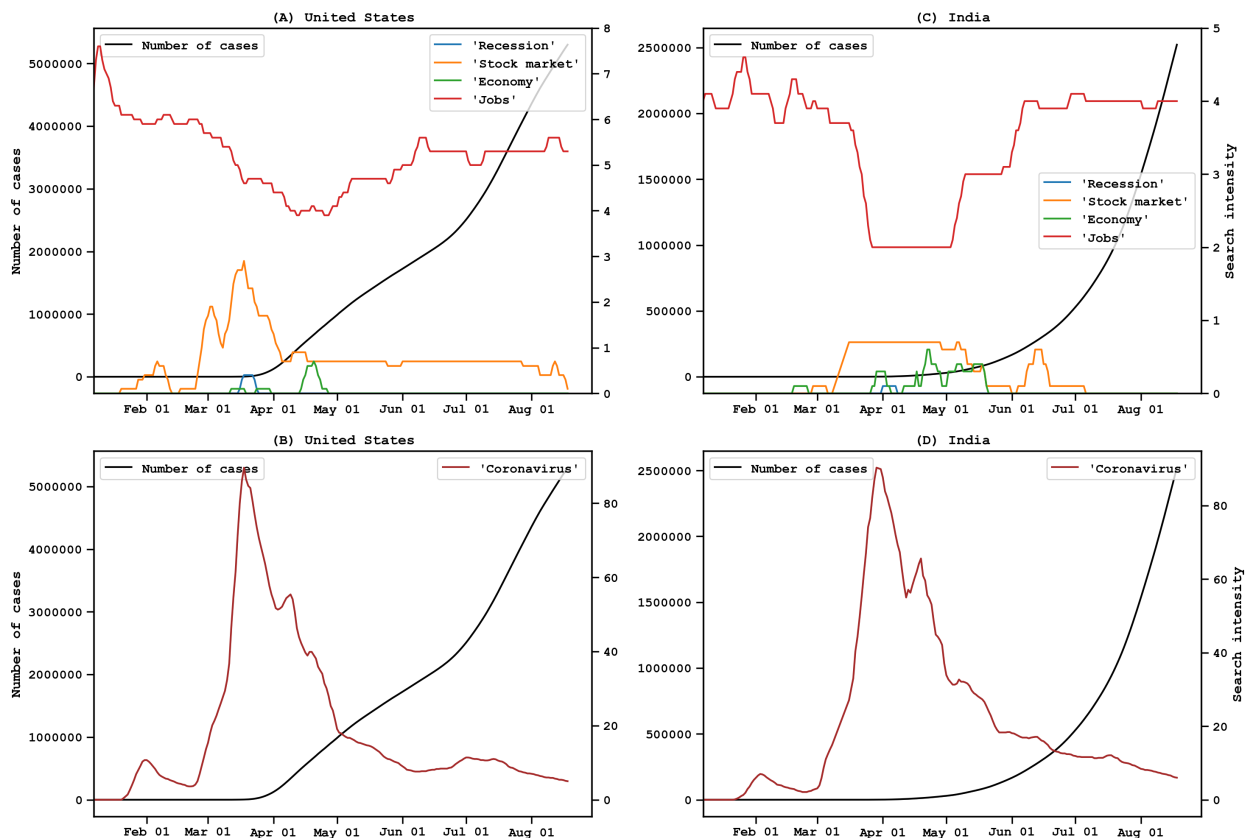 (A) United States
Number of cases
'Recession'
'Stock market'
'Economy'
'Jobs'
Number of cases
5000000
4000000
3000000
2000000
1000000
0
8
7
6
5
4
3
2
1
0
Feb 01 Mar 01 Apr 01 May 01 Jun 01 Jul 01 Aug 01
(C) India
Number of cases
'Recession'
'Stock market'
'Economy'
'Jobs'
2500000
2000000
1500000
1000000
500000
0
5
4
3
2
1
0
Search intensity
Feb 01 Mar 01 Apr 01 May 01 Jun 01 Jul 01 Aug 01
(B) United States
Number of cases
'Coronavirus'
Number of cases
5000000
4000000
3000000
2000000
1000000
0
80
60
40
20
0
Feb 01 Mar 01 Apr 01 May 01 Jun 01 Jul 01 Aug 01
(D) India
Number of cases
'Coronavirus'
2500000
2000000
1500000
1000000
500000
0
80
60
40
20
0
Search intensity
Feb 01 Mar 01 Apr 01 May 01 Jun 01 Jul 01 Aug 01